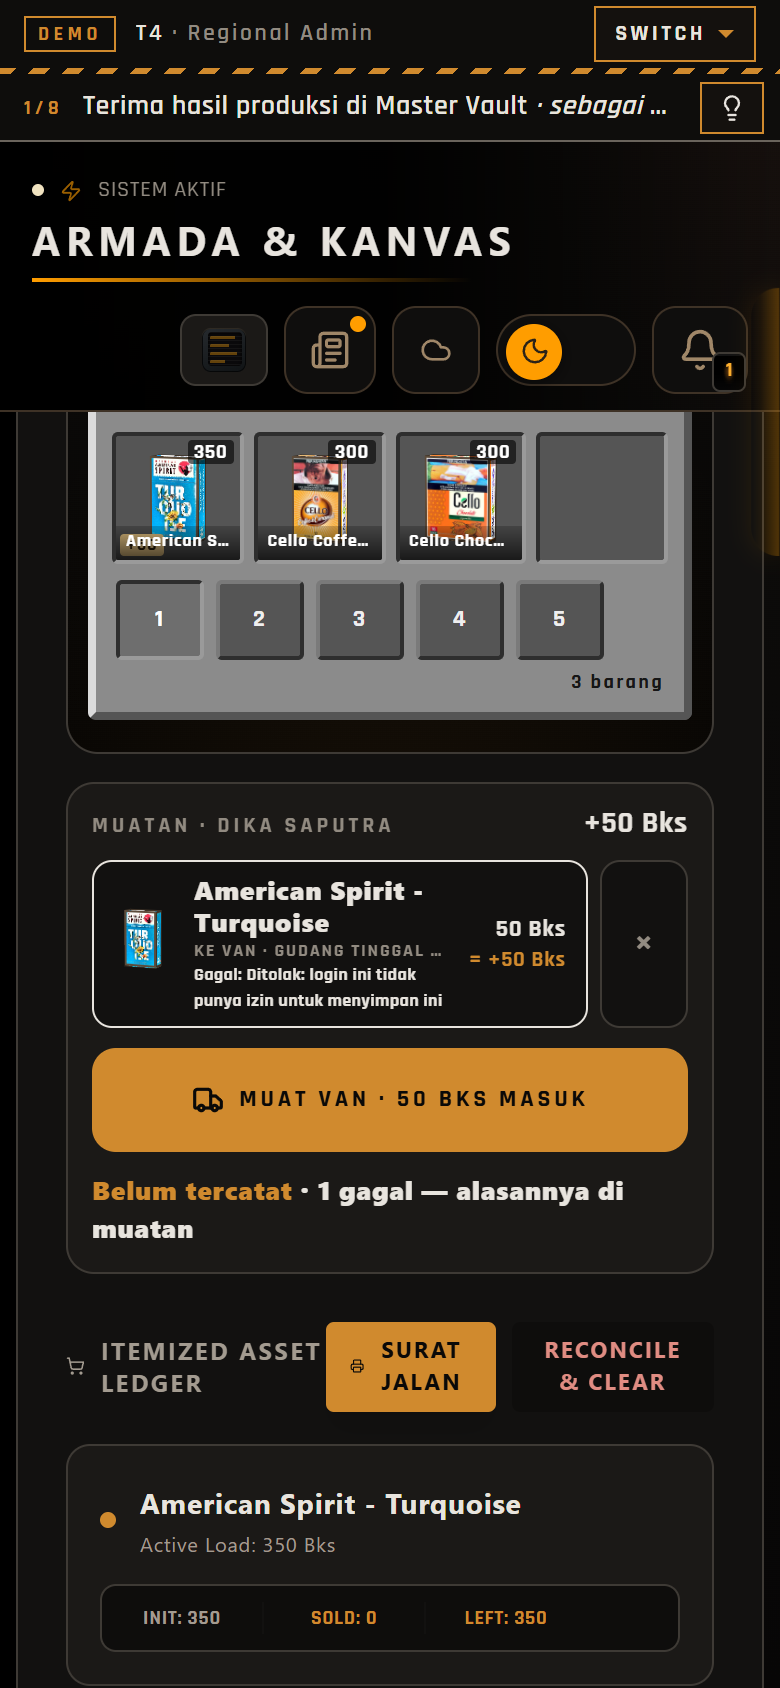 DEMO T4 · Regional Admin SWITCH
1/8 Terima hasil produksi di Master Vault · sebagai ...
SISTEM AKTIF
ARMADA & KANVAS
1
350 300 300
American S... Cello Coffe... Cello Choc...
1 2 3 4 5
3 barang
MUATAN · DIKA SAPUTRA +50 Bks
American Spirit -
Turquoise
50 Bks
KE VAN · GUDANG TINGGAL ...
= +50 Bks
Gagal: Ditolak: login ini tidak
punya izin untuk menyimpan ini
×
MUAT VAN · 50 BKS MASUK
Belum tercatat · 1 gagal — alasannya di
muatan
ITEMIZED ASSET
LEDGER
SURAT
JALAN
RECONCILE
& CLEAR
American Spirit - Turquoise
Active Load: 350 Bks
INIT: 350 SOLD: 0 LEFT: 350